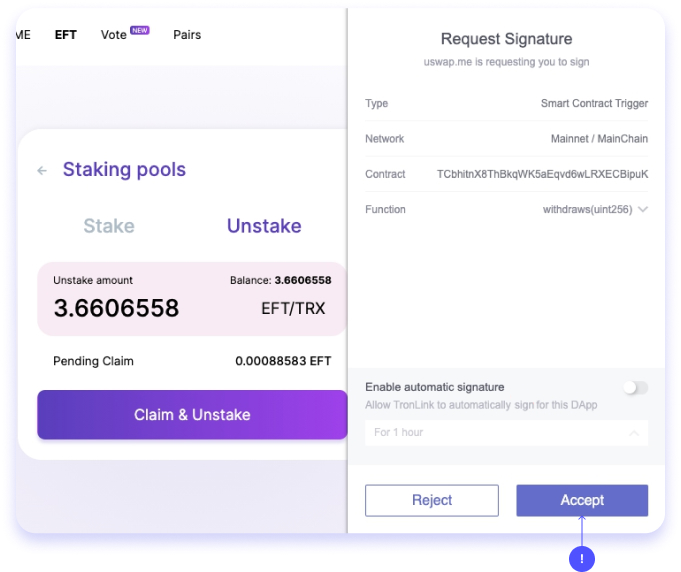 ME EFT Vote NEW Pairs
Staking pools
Stake Unstake
Unstake amount Balance: 3.6606558
3.6606558 EFT/TRX
Pending Claim 0.00088583 EFT
Claim & Unstake
Request Signature
uswap.me is requesting you to sign
Type Smart Contract Trigger
Network Mainnet / MainChain
Contract TCbhitnX8ThBkqWK5aEqvd6wLRXECBipuK
Function withdraws(uint256)
Enable automatic signature
Allow TronLink to automatically sign for this DApp
For 1 hour
Reject Accept
!